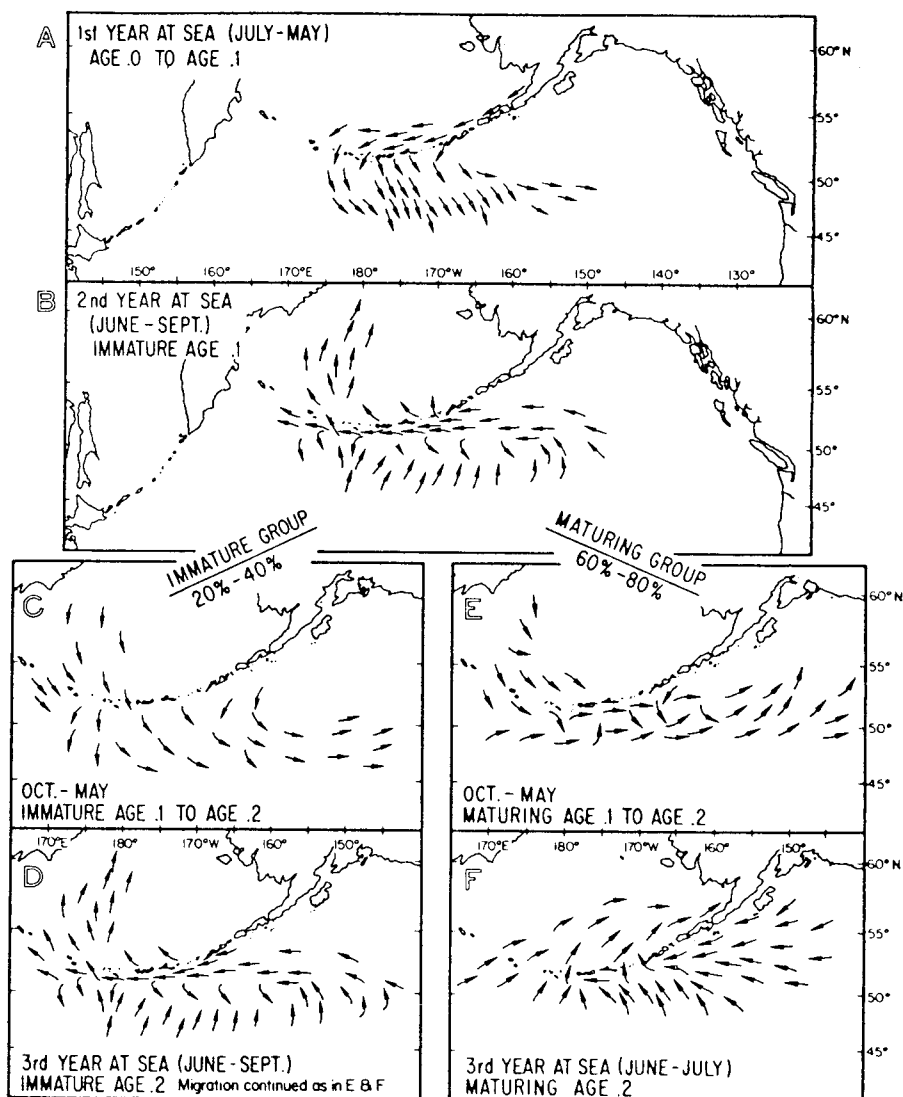 A
1st YEAR AT SEA (JULY-MAY)
AGE .0 TO AGE .1
60°N
55°
50°
45°
150° 160° 170°E 180° 170°W 160° 150° 140° 130°
B
2nd YEAR AT SEA
(JUNE-SEPT.)
IMMATURE AGE .1
60°N
55°
50°
45°
IMMATURE GROUP
20%-40%
MATURING GROUP
60%-80%
C
OCT.-MAY
IMMATURE AGE .1 TO AGE .2
E
60°N
55°
50°
45°
OCT.-MAY
MATURING AGE .1 TO AGE .2
170°E 180° 170°W 160° 150°
D
3rd YEAR AT SEA (JUNE-SEPT.)
IMMATURE AGE .2 Migration continued as in E & F
170°E 180° 170°W 160° 150°
F
60°N
55°
50°
45°
3rd YEAR AT SEA (JUNE-JULY)
MATURING AGE .2